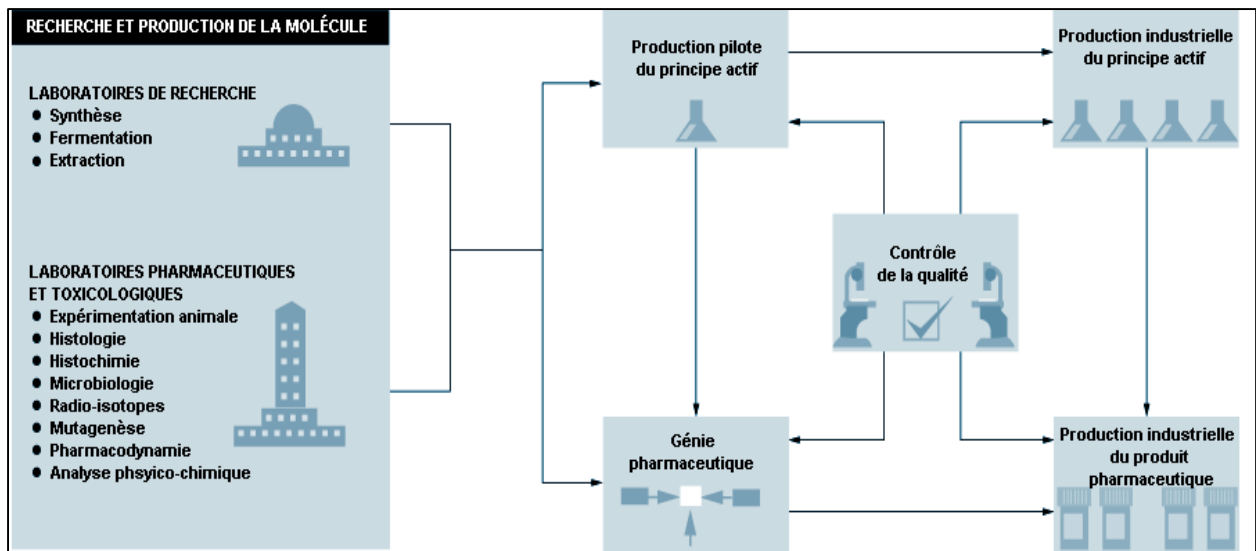 RECHERCHE ET PRODUCTION DE LA MOLÉCULE
LABORATOIRES DE RECHERCHE
● Synthèse
● Fermentation
● Extraction
LABORATOIRES PHARMACEUTIQUES
ET TOXICOLOGIQUES
● Expérimentation animale
● Histologie
● Histochimie
● Microbiologie
● Radio-isotopes
● Mutagenèse
● Pharmacodynamie
● Analyse phsyico-chimique
Production pilote
du principe actif
Production industrielle
du principe actif
Contrôle
de la qualité
Génie
pharmaceutique
Production industrielle
du produit
pharmaceutique